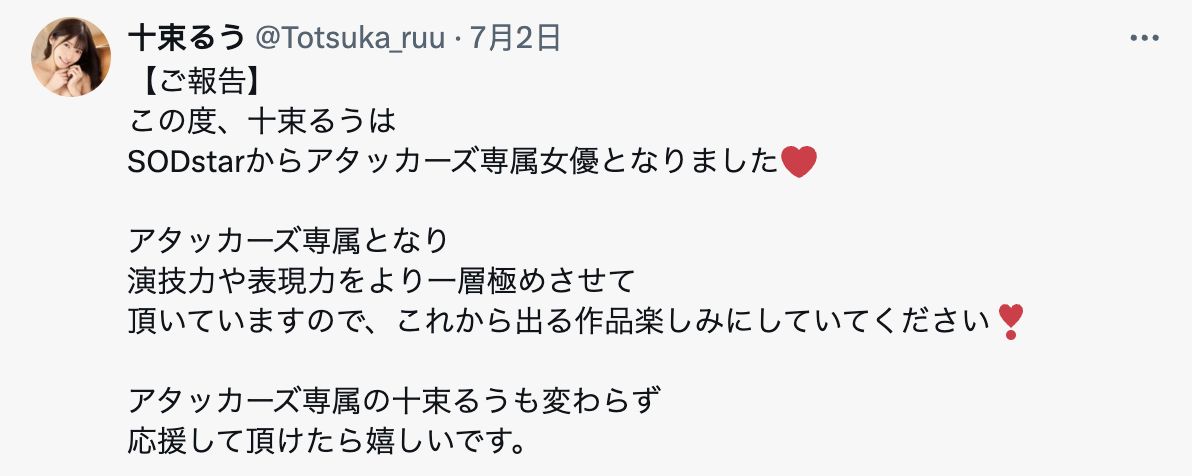 十束るう @Totsuka_ruu · 7月2日
【ご報告】
この度、十束るうは
SODstarからアタッカーズ専属女優となりました❤️
アタッカーズ専属となり
演技力や表現力をより一層極めさせて
頂いていますので、これから出る作品楽しみにしていてください❣️
アタッカーズ専属の十束るうも変わらず
応援して頂けたら嬉しいです。